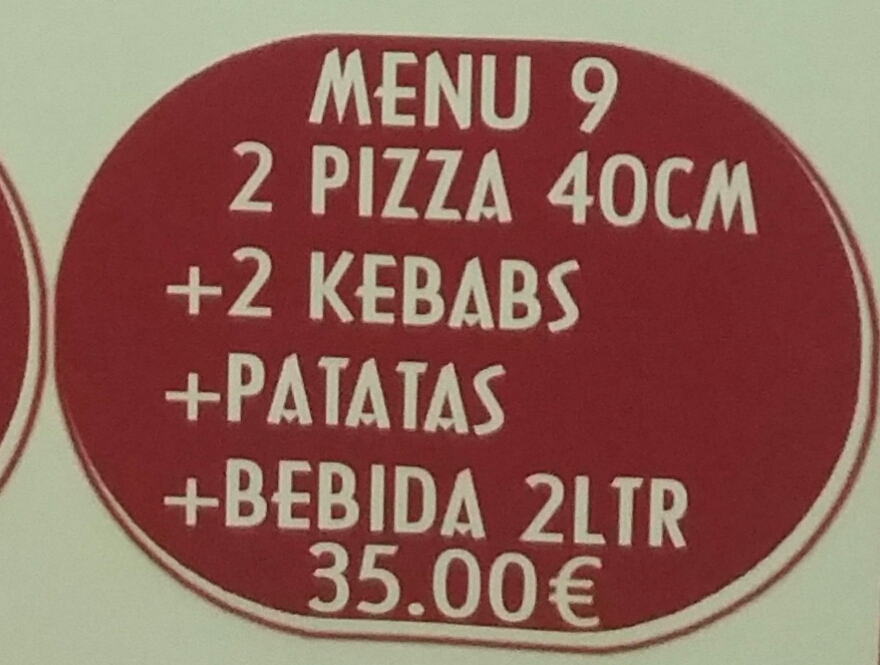 MENU 9
2 PIZZA 40CM
+2 KEBABS
+PATATAS
+BEBIDA 2LTR
35.00€